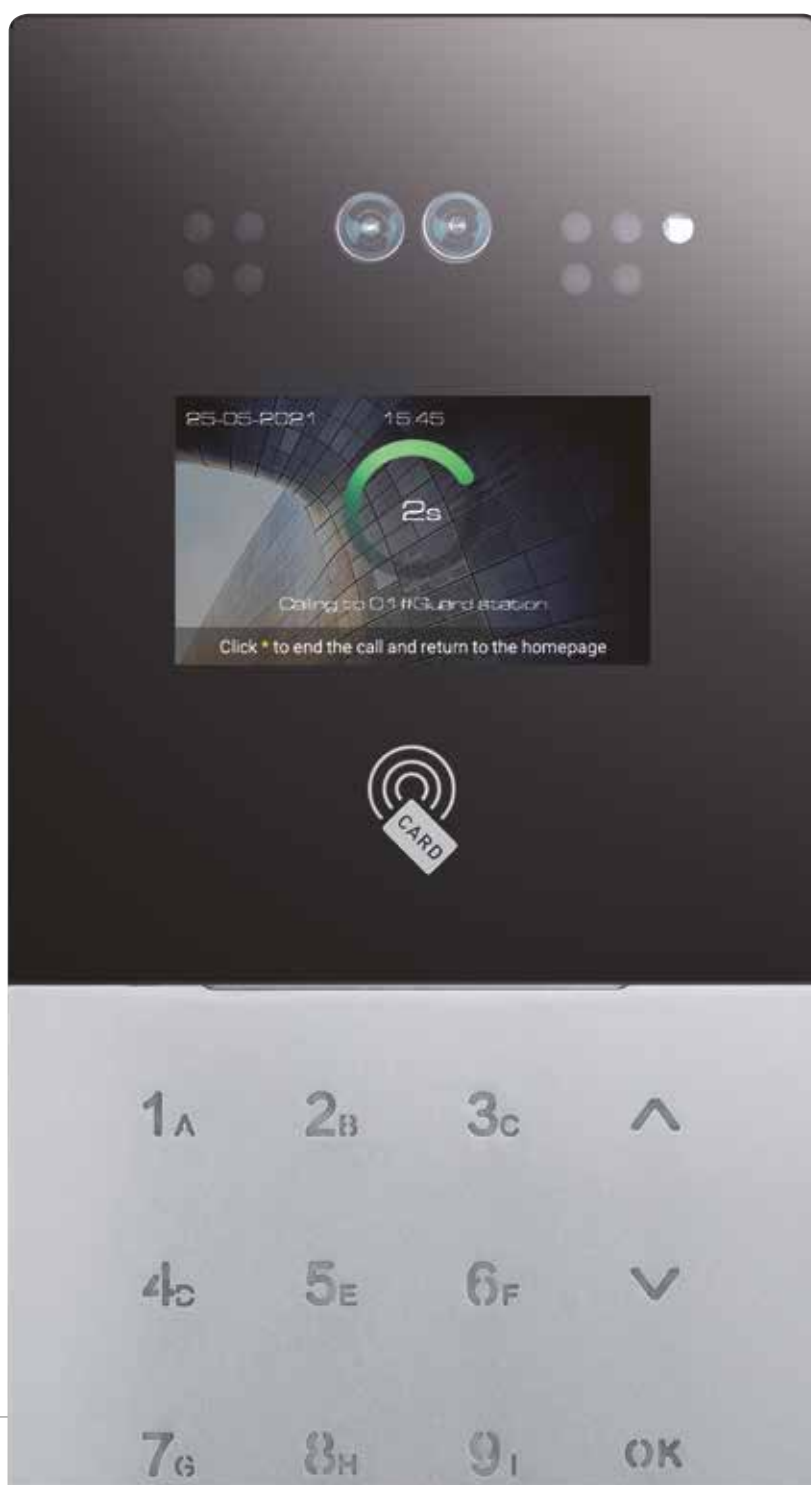 25-05-2021 15:45
2s
Calling to 01#Guard station
Click * to end the call and return to the homepage
CARD
1A 2B 3C
4D 5E 6F
7G 8H 9I OK